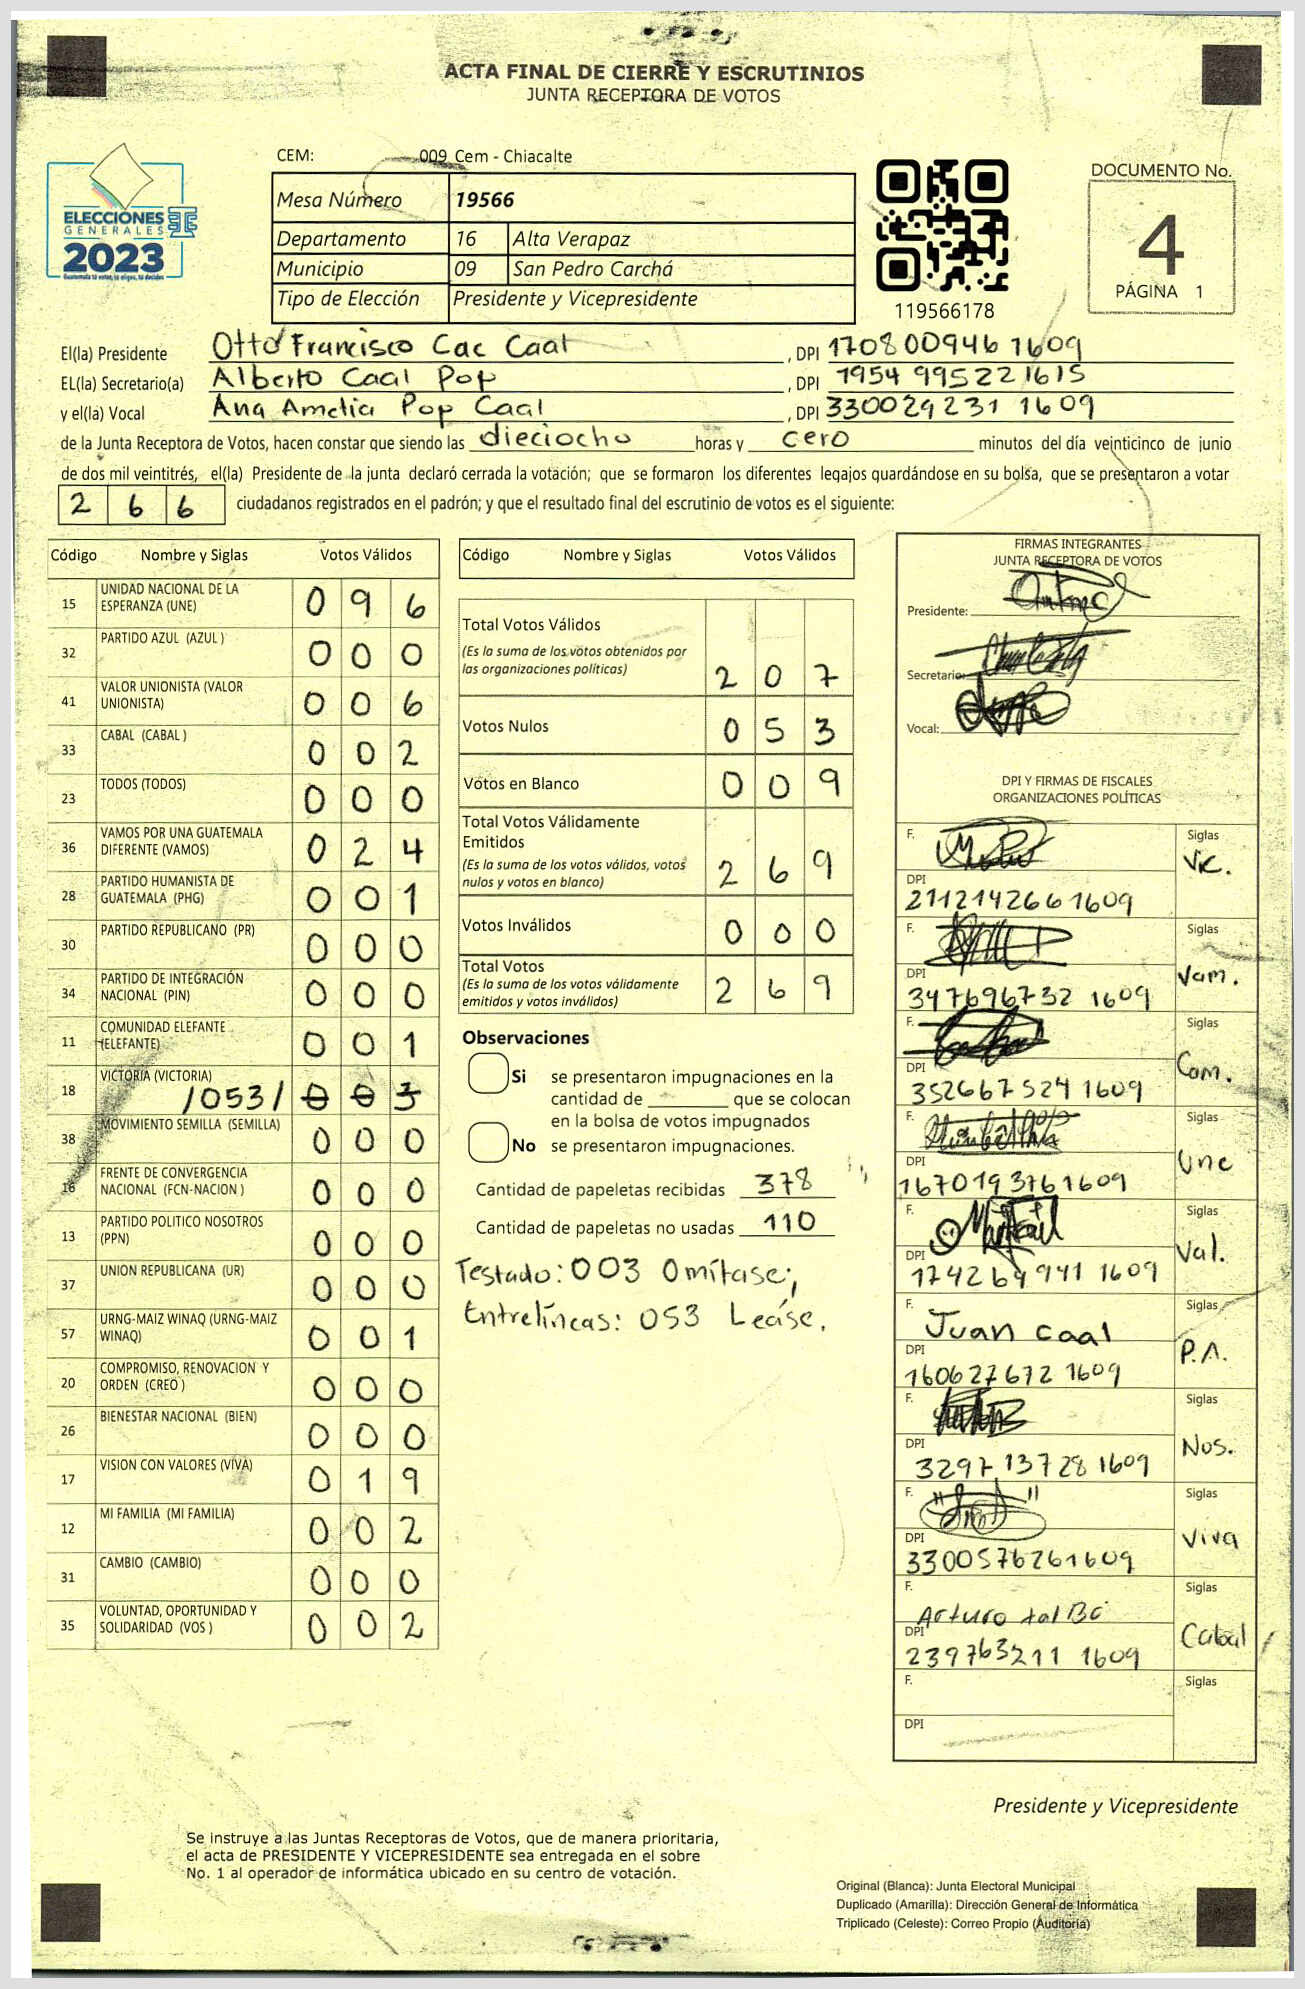 ACTA FINAL DE CIERRE Y ESCRUTINIOS
JUNTA RECEPTORA DE VOTOS
ELECCIONES
GENERALES
2023
Guatemala tú votas, tú eliges, tú decides
CEM: 009 Cem - Chiacalte
Mesa Número 19566
Departamento 16 Alta Verapaz
Municipio 09 San Pedro Carchá
Tipo de Elección Presidente y Vicepresidente
119566178
DOCUMENTO No.
4
PÁGINA 1
El(la) Presidente Otto Francisco Cac Caal , DPI 170800946 1609
EL(la) Secretario(a) Alberto Caal Pop , DPI 1954 99522 1615
y el(la) Vocal Ana Amelia Pop Caal , DPI 330029231 1609
de la Junta Receptora de Votos, hacen constar que siendo las dieciocho horas y cero minutos del día veinticinco de junio
de dos mil veintitrés, el(la) Presidente de la junta declaró cerrada la votación; que se formaron los diferentes legajos guardándose en su bolsa, que se presentaron a votar
2 6 6 ciudadanos registrados en el padrón; y que el resultado final del escrutinio de votos es el siguiente:
Código Nombre y Siglas Votos Válidos
15 UNIDAD NACIONAL DE LA ESPERANZA (UNE) 0 9 6
32 PARTIDO AZUL (AZUL ) 0 0 0
41 VALOR UNIONISTA (VALOR UNIONISTA) 0 0 6
33 CABAL (CABAL ) 0 0 2
23 TODOS (TODOS) 0 0 0
36 VAMOS POR UNA GUATEMALA DIFERENTE (VAMOS) 0 2 4
28 PARTIDO HUMANISTA DE GUATEMALA (PHG) 0 0 1
30 PARTIDO REPUBLICANO (PR) 0 0 0
34 PARTIDO DE INTEGRACIÓN NACIONAL (PIN) 0 0 0
11 COMUNIDAD ELEFANTE (ELEFANTE) 0 0 1
18 VICTORIA (VICTORIA) /053/ 0 0 3
38 MOVIMIENTO SEMILLA (SEMILLA) 0 0 0
16 FRENTE DE CONVERGENCIA NACIONAL (FCN-NACION ) 0 0 0
13 PARTIDO POLITICO NOSOTROS (PPN) 0 0 0
37 UNION REPUBLICANA (UR) 0 0 0
57 URNG-MAIZ WINAQ (URNG-MAIZ WINAQ) 0 0 1
20 COMPROMISO, RENOVACION Y ORDEN (CREO ) 0 0 0
26 BIENESTAR NACIONAL (BIEN) 0 0 0
17 VISION CON VALORES (VIVA) 0 1 9
12 MI FAMILIA (MI FAMILIA) 0 0 2
31 CAMBIO (CAMBIO) 0 0 0
35 VOLUNTAD, OPORTUNIDAD Y SOLIDARIDAD (VOS ) 0 0 2
Código Nombre y Siglas Votos Válidos
Total Votos Válidos
(Es la suma de los votos obtenidos por
las organizaciones políticas) 2 0 7
Votos Nulos 0 5 3
Votos en Blanco 0 0 9
Total Votos Válidamente
Emitidos
(Es la suma de los votos válidos, votos
nulos y votos en blanco) 2 6 9
Votos Inválidos 0 0 0
Total Votos
(Es la suma de los votos válidamente
emitidos y votos inválidos) 2 6 9
Observaciones
Si se presentaron impugnaciones en la
cantidad de ________ que se colocan
en la bolsa de votos impugnados
No se presentaron impugnaciones.
Cantidad de papeletas recibidas 378
Cantidad de papeletas no usadas 110
Testado: 003 Omítase;
Entrelíneas: 053 Leáse.
FIRMAS INTEGRANTES
JUNTA RECEPTORA DE VOTOS
Presidente:
Secretario:
Vocal:
DPI Y FIRMAS DE FISCALES
ORGANIZACIONES POLÍTICAS
F. Siglas
Vic.
DPI
211214266 1609
F. Siglas
Vam.
DPI
347696732 1609
F. Siglas
Com.
DPI
352667524 1609
F. Siglas
Une
DPI
1670193761609
F. Siglas
Val.
DPI
174264941 1609
F. Juan Caal Siglas
P.A.
DPI
160627672 1609
F. Siglas
Nos.
DPI
3297 13728 1609
F. Siglas
Viva
DPI
3300576261609
F. Arturo Siglas
Cabal
DPI
239763211 1609
F. Siglas
DPI
Presidente y Vicepresidente
Se instruye a las Juntas Receptoras de Votos, que de manera prioritaria,
el acta de PRESIDENTE Y VICEPRESIDENTE sea entregada en el sobre
No. 1 al operador de informática ubicado en su centro de votación.
Original (Blanca): Junta Electoral Municipal
Duplicado (Amarilla): Dirección General de Informática
Triplicado (Celeste): Correo Propio (Auditoría)